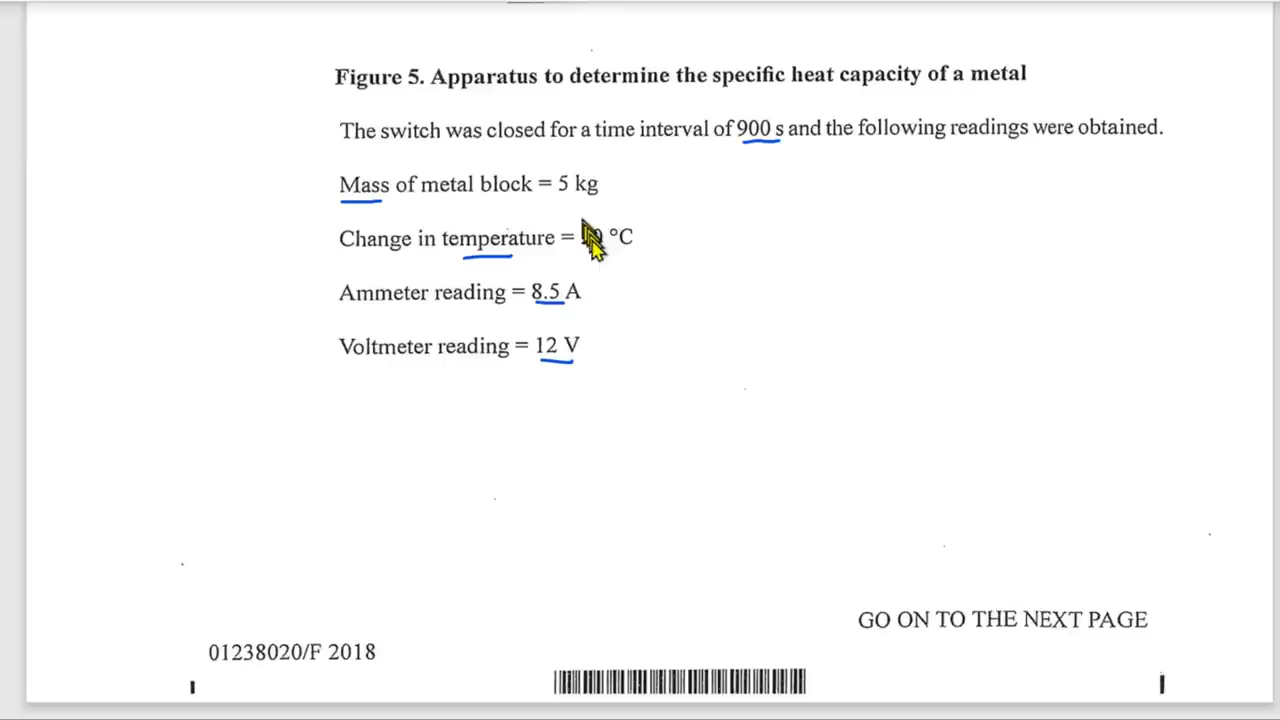 Figure 5. Apparatus to determine the specific heat capacity of a metal
The switch was closed for a time interval of 900 s and the following readings were obtained.
Mass of metal block = 5 kg
Change in temperature = °C
Ammeter reading = 8.5 A
Voltmeter reading = 12 V
GO ON TO THE NEXT PAGE
01238020/F 2018